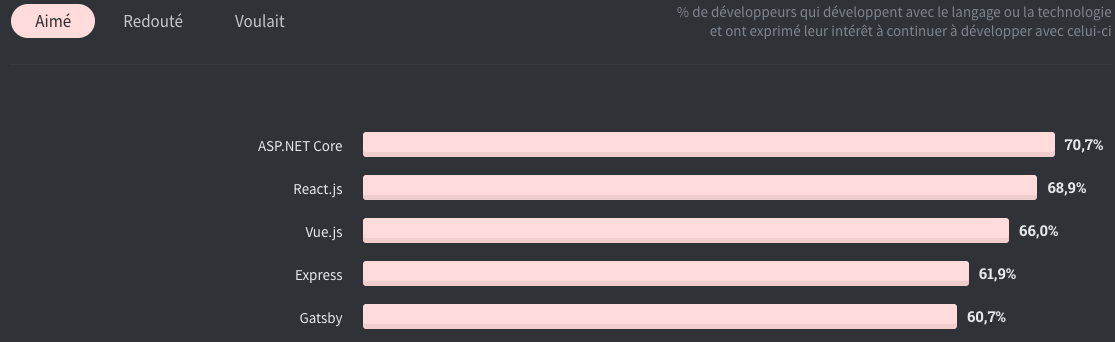 Aimé Redouté Voulait
% de développeurs qui développent avec le langage ou la technologie
et ont exprimé leur intérêt à continuer à développer avec celui-ci
ASP.NET Core 70,7%
React.js 68,9%
Vue.js 66,0%
Express 61,9%
Gatsby 60,7%